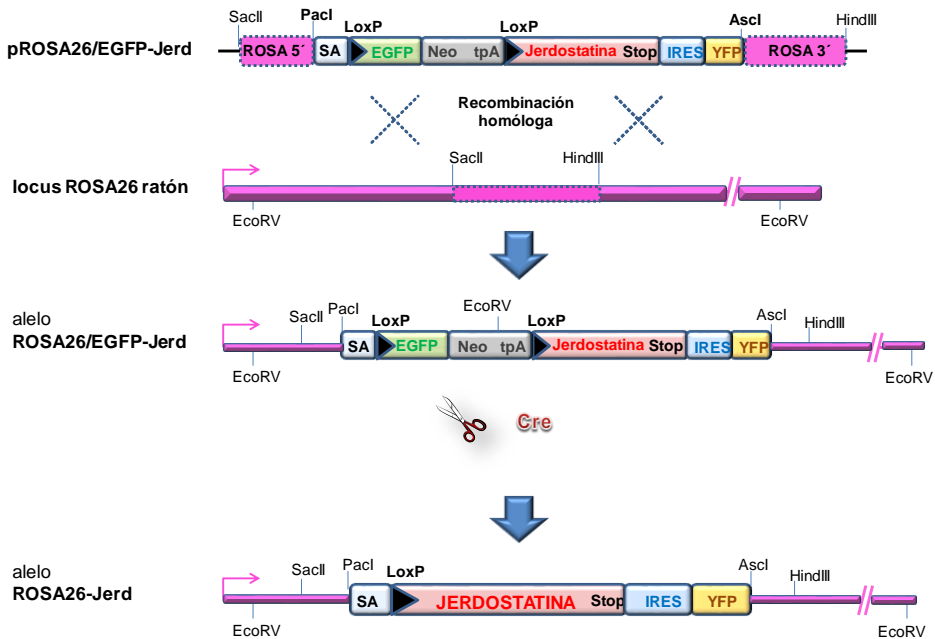 SacII PacI LoxP LoxP AscI HindIII
pROSA26/EGFP-Jerd ROSA 5´ SA EGFP Neo tpA Jerdostatina Stop IRES YFP ROSA 3´
Recombinación
homóloga
SacII HindIII
locus ROSA26 ratón
EcoRV EcoRV
alelo
ROSA26/EGFP-Jerd
SacII PacI LoxP EcoRV LoxP AscI HindIII
SA EGFP Neo tpA Jerdostatina Stop IRES YFP
EcoRV EcoRV
Cre
alelo
ROSA26-Jerd
SacII PacI LoxP AscI HindIII
SA JERDOSTATINA Stop IRES YFP
EcoRV EcoRV